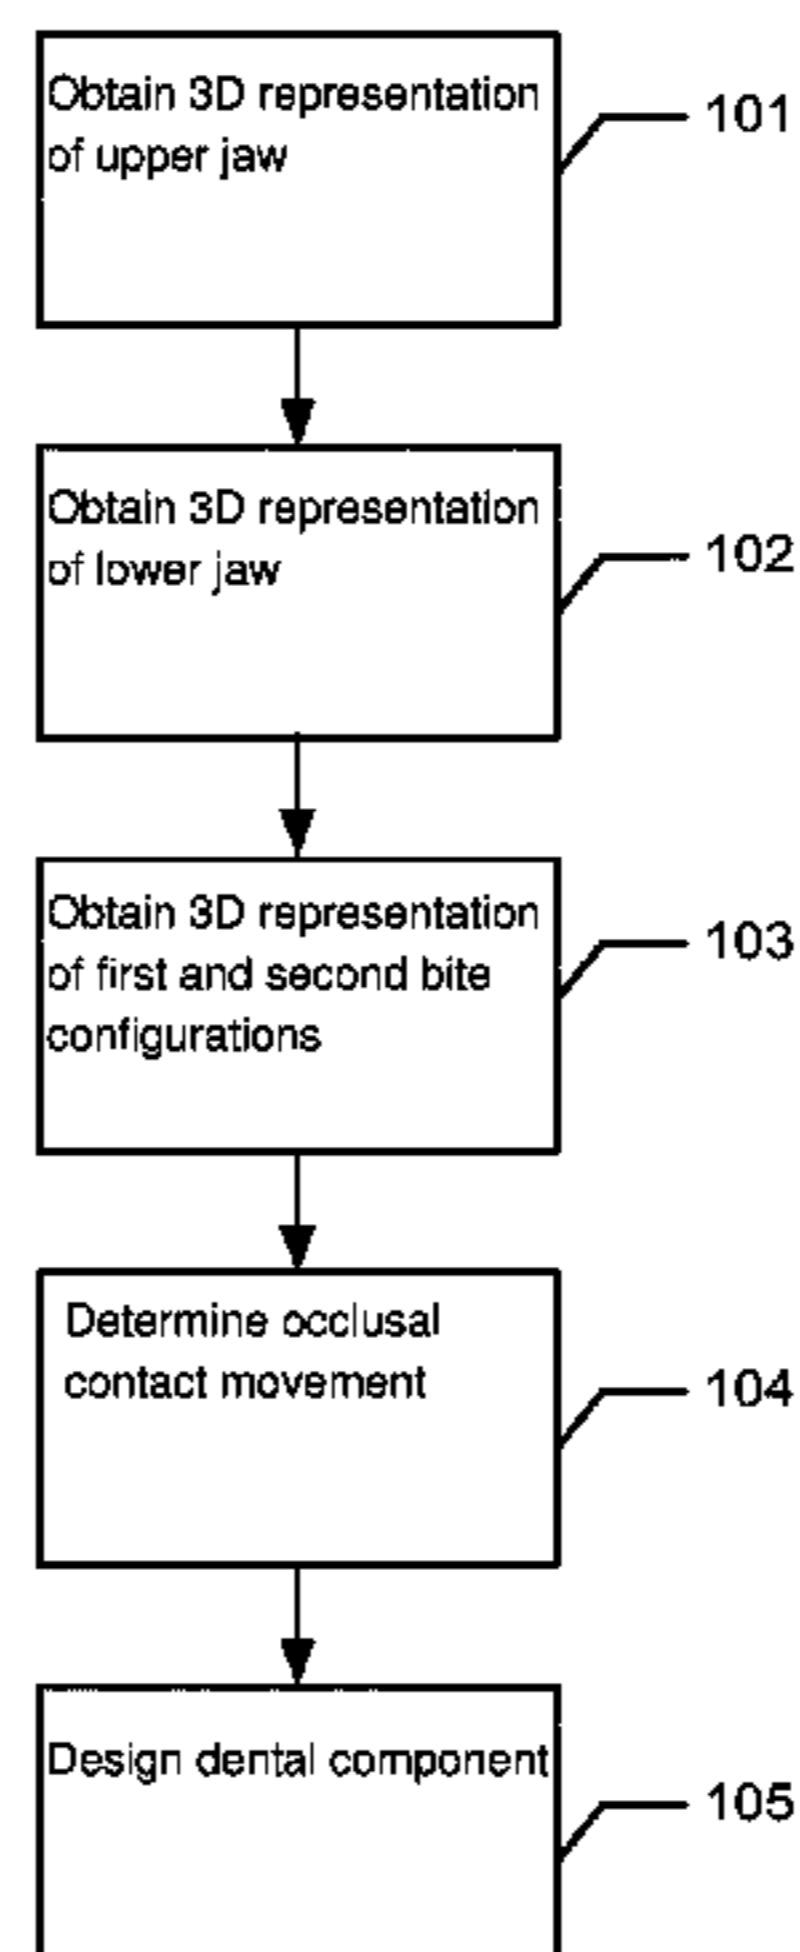 Obtain 3D representation
of upper jaw
101
Obtain 3D representation
of lower jaw
102
Obtain 3D representation
of first and second bite
configurations
103
Determine occlusal
contact movement
104
Design dental component
105